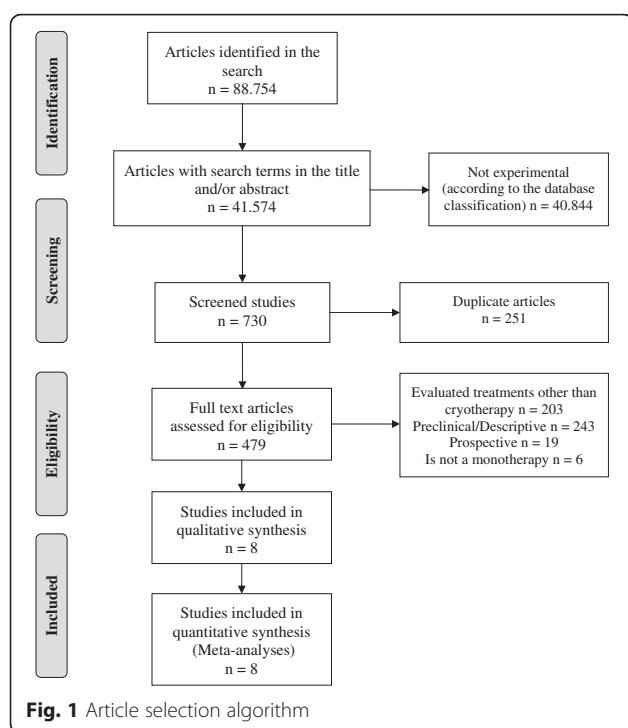 Identification
Articles identified in the
search
n = 88.754
Articles with search terms in the title
and/or abstract
n = 41.574
Not experimental
(according to the database
classification) n = 40.844
Screening
Screened studies
n = 730
Duplicate articles
n = 251
Eligibility
Full text articles
assessed for eligibility
n = 479
Evaluated treatments other than
cryotherapy n = 203
Preclinical/Descriptive n = 243
Prospective n = 19
Is not a monotherapy n = 6
Studies included in
qualitative synthesis
n = 8
Included
Studies included in
quantitative synthesis
(Meta-analyses)
n = 8
Fig. 1 Article selection algorithm